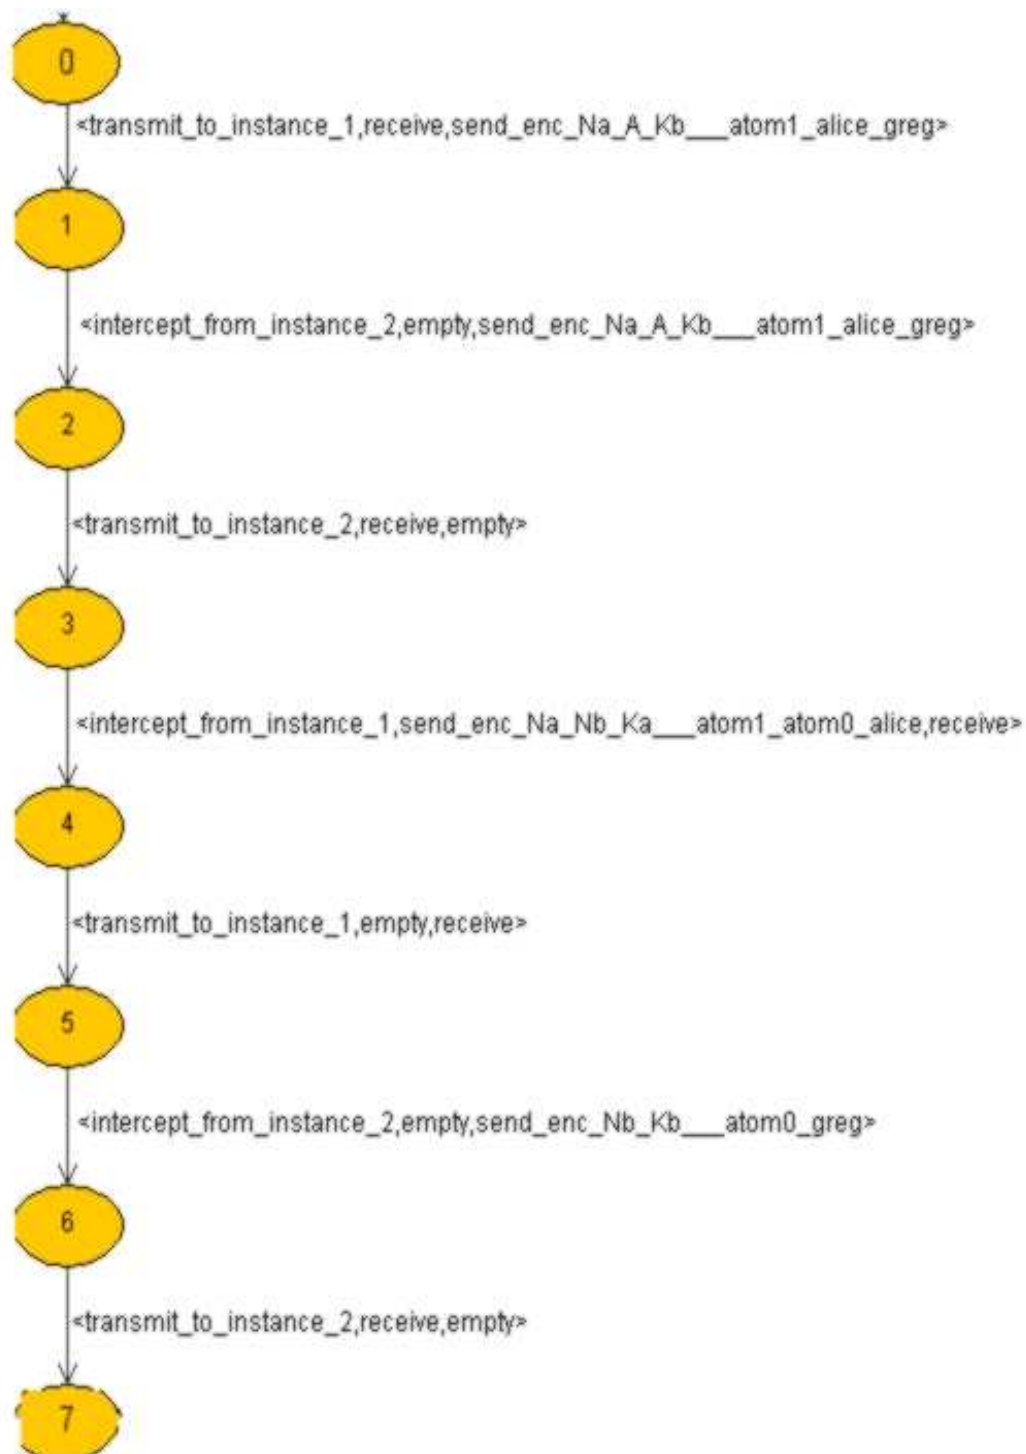 0
<transmit_to_instance_1,receive,send_enc_Na_A_Kb___atom1_alice_greg>
1
<intercept_from_instance_2,empty,send_enc_Na_A_Kb___atom1_alice_greg>
2
<transmit_to_instance_2,receive,empty>
3
<intercept_from_instance_1,send_enc_Na_Nb_Ka___atom1_atom0_alice,receive>
4
<transmit_to_instance_1,empty,receive>
5
<intercept_from_instance_2,empty,send_enc_Nb_Kb___atom0_greg>
6
<transmit_to_instance_2,receive,empty>
7